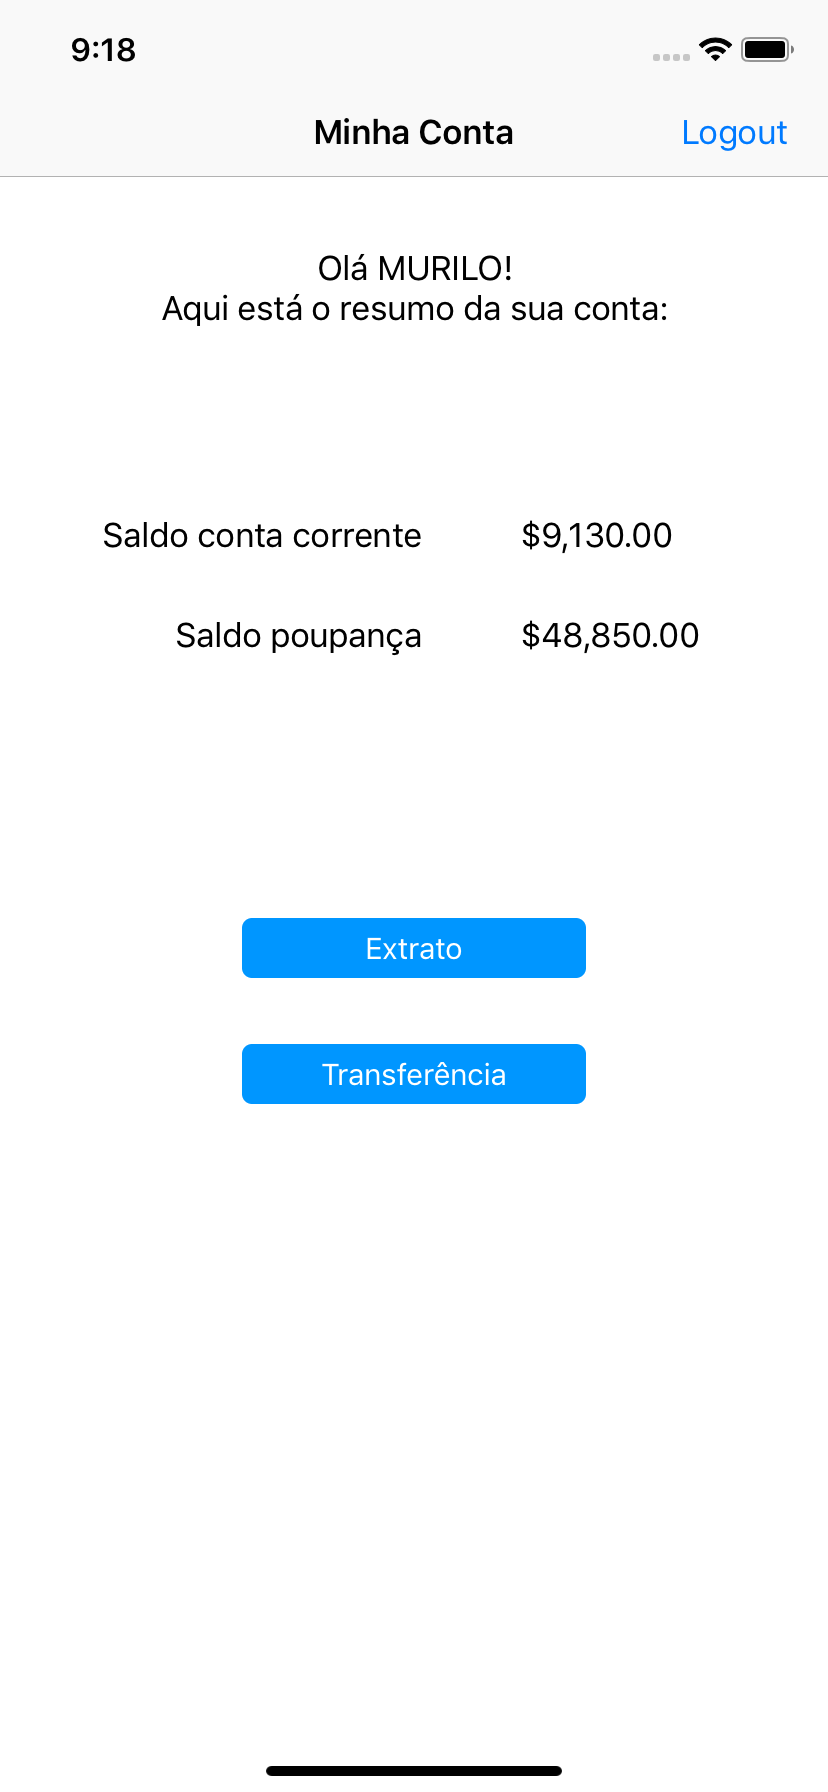 9:18
Minha Conta
Logout
Olá MURILO!
Aqui está o resumo da sua conta:
Saldo conta corrente $9,130.00
Saldo poupança $48,850.00
Extrato
Transferência